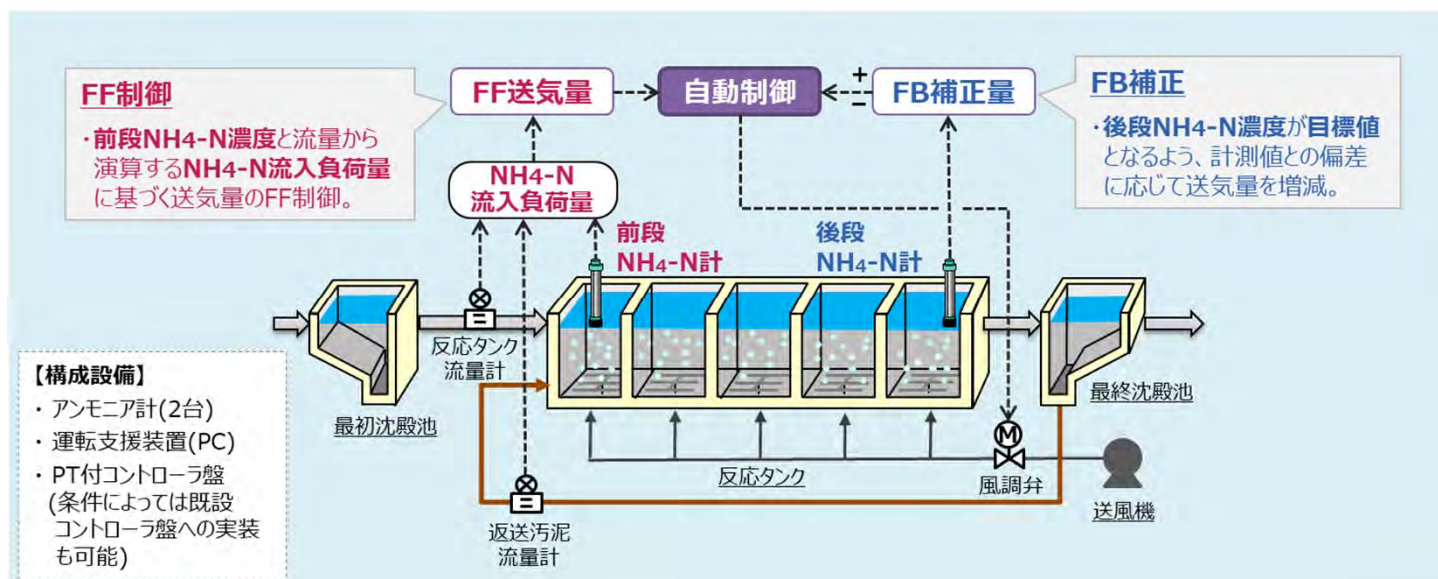 FF制御
・前段NH4-N濃度と流量から
演算するNH4-N流入負荷量
に基づく送気量のFF制御。
FF送気量
自動制御
+
−
FB補正量
FB補正
・後段NH4-N濃度が目標値
となるよう、計測値との偏差
に応じて送気量を増減。
NH4-N
流入負荷量
前段
NH4-N計
後段
NH4-N計
反応タンク
流量計
最初沈殿池
最終沈殿池
【構成設備】
・ アンモニア計(2台)
・ 運転支援装置(PC)
・ PT付コントローラ盤
(条件によっては既設
コントローラ盤への実装
も可能)
M
反応タンク
風調弁
送風機
返送汚泥
流量計